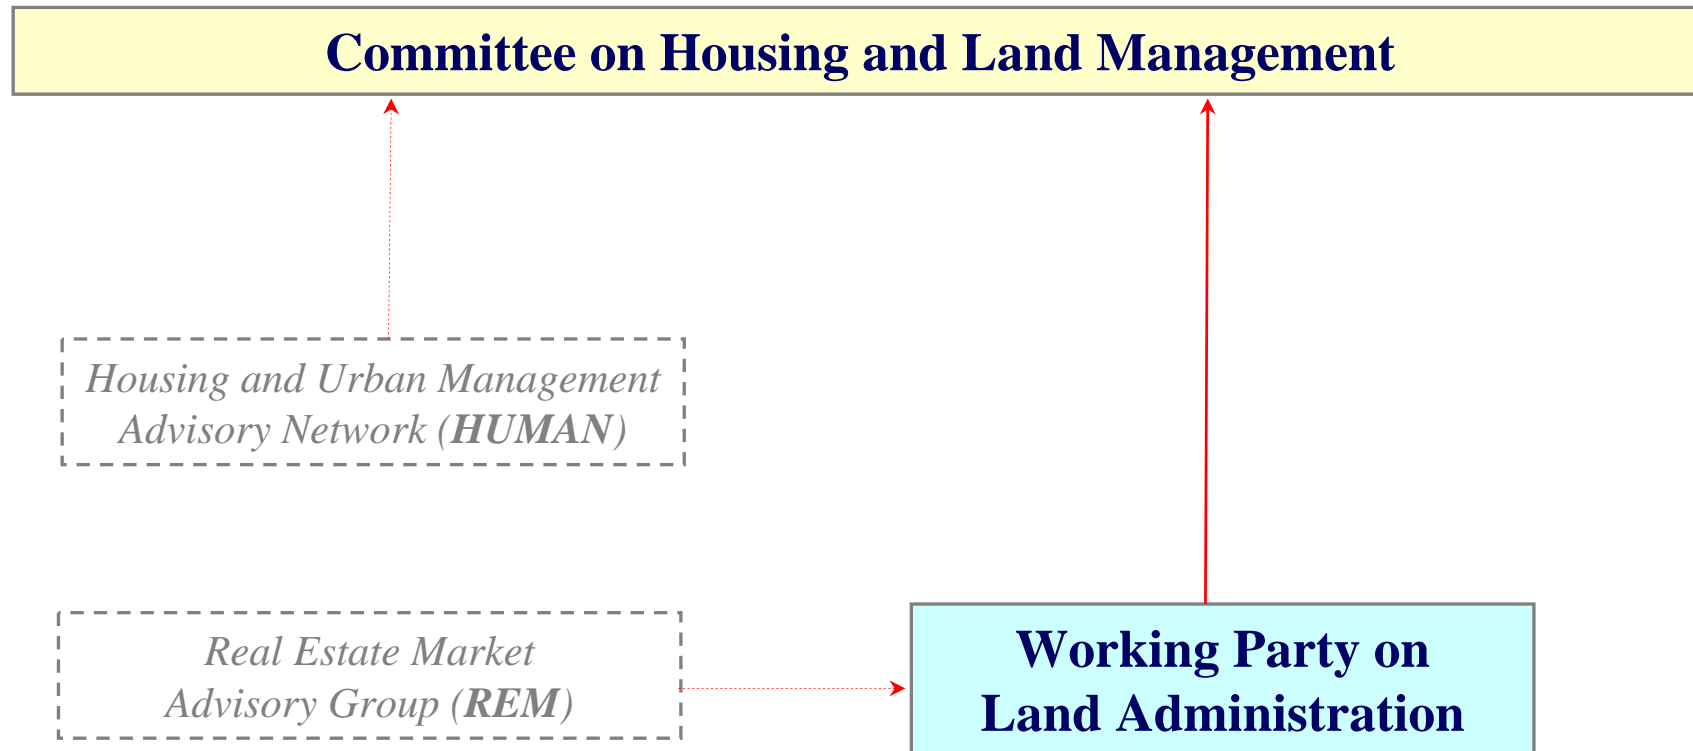 Committee on Housing and Land Management
Housing and Urban Management
Advisory Network (HUMAN)
Real Estate Market
Advisory Group (REM)
Working Party on
Land Administration